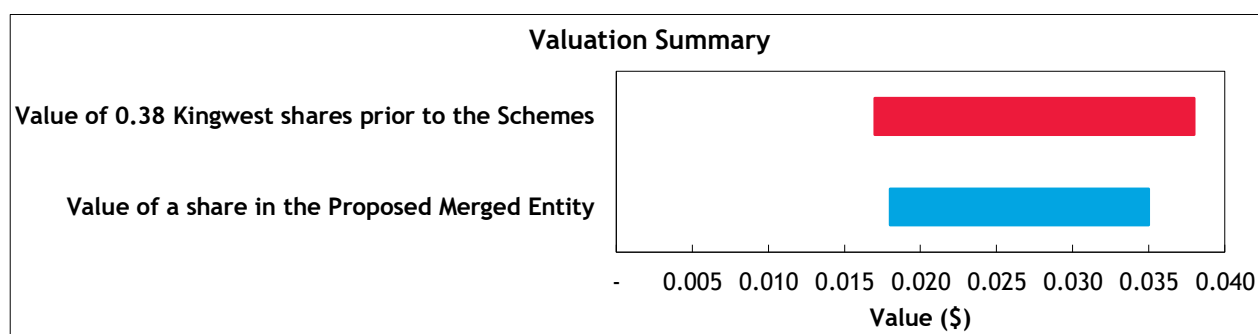 Valuation Summary
Value of 0.38 Kingwest shares prior to the Schemes
Value of a share in the Proposed Merged Entity
- 0.005 0.010 0.015 0.020 0.025 0.030 0.035 0.040
Value ($)